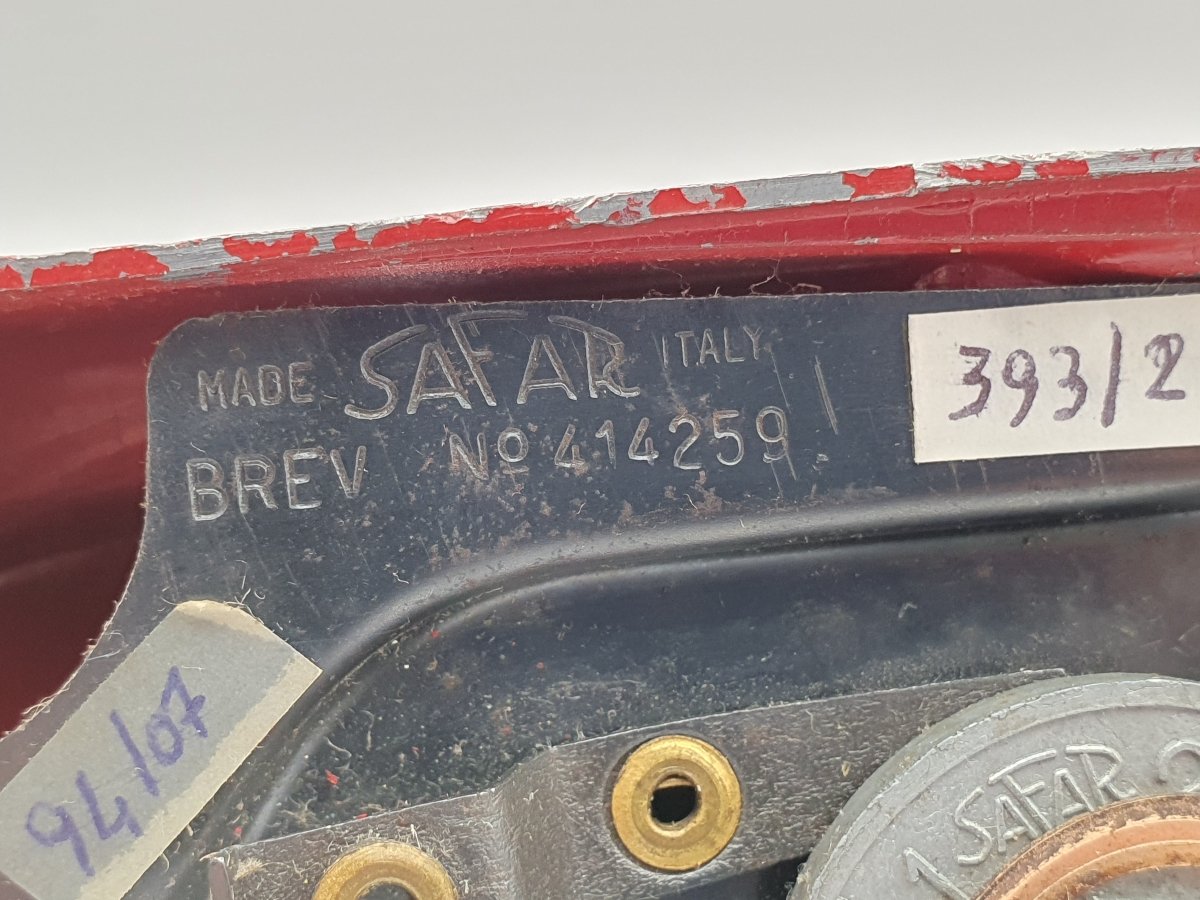 MADE SAFAR ITALY
BREV Nº 414259
393/2
94/07
SAFAR